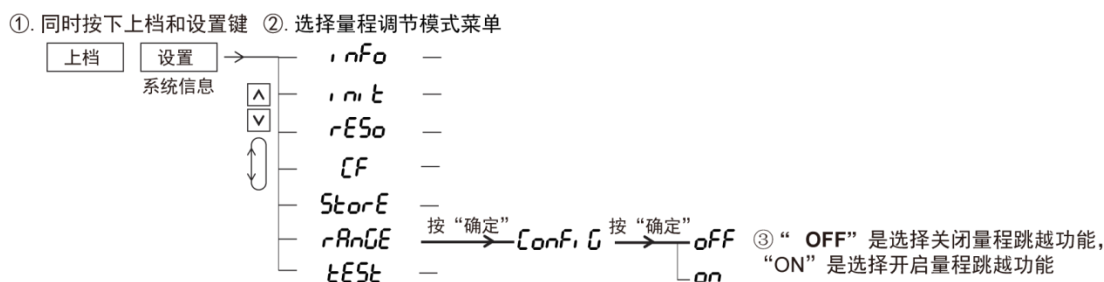 ①. 同时按下上档和设置键 ②. 选择量程调节模式菜单
上档 设置 inFo
系统信息
init
rESo
CF
StorE
rAnGE 按“确定” ConFiG 按“确定” oFF ③“ OFF”是选择关闭量程跳越功能，
tESt on “ON”是选择开启量程跳越功能